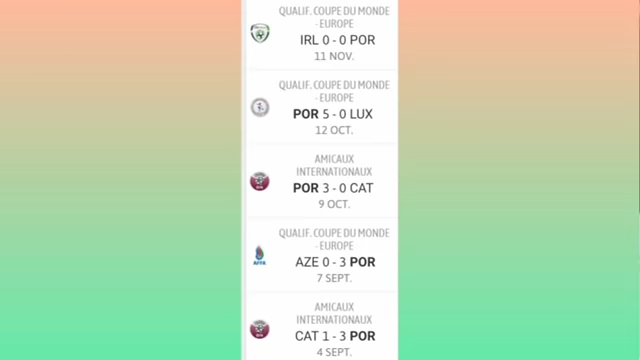 QUALIF. COUPE DU MONDE
- EUROPE
IRL 0 - 0 POR
11 NOV.
QUALIF. COUPE DU MONDE
- EUROPE
POR 5 - 0 LUX
12 OCT.
AMICAUX
INTERNATIONAUX
POR 3 - 0 CAT
9 OCT.
QUALIF. COUPE DU MONDE
- EUROPE
AFFA
AZE 0 - 3 POR
7 SEPT.
AMICAUX
INTERNATIONAUX
CAT 1 - 3 POR
4 SEPT.